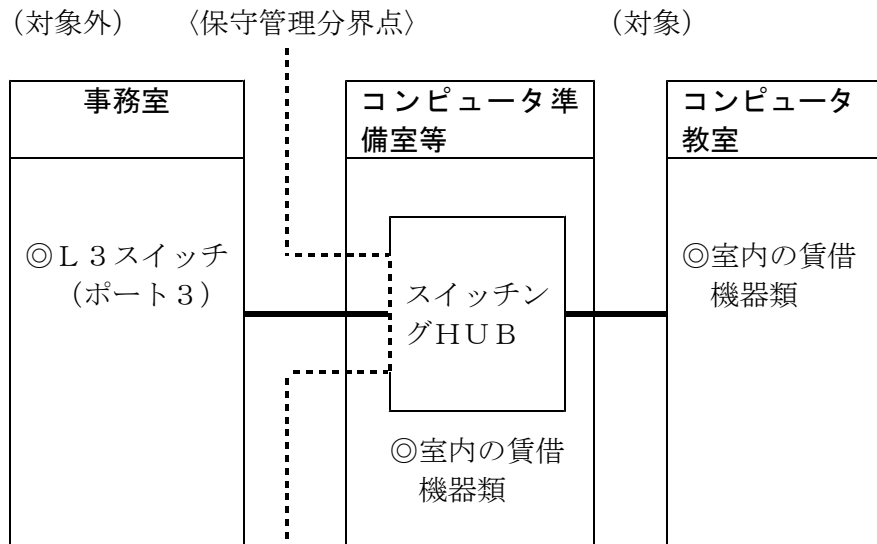 （対象外）　〈保守管理分界点〉　（対象）
事務室
コンピュータ準
備室等
コンピュータ
教室
◎Ｌ３スイッチ
（ポート３）
スイッチン
グＨＵＢ
◎室内の賃借
機器類
◎室内の賃借
機器類